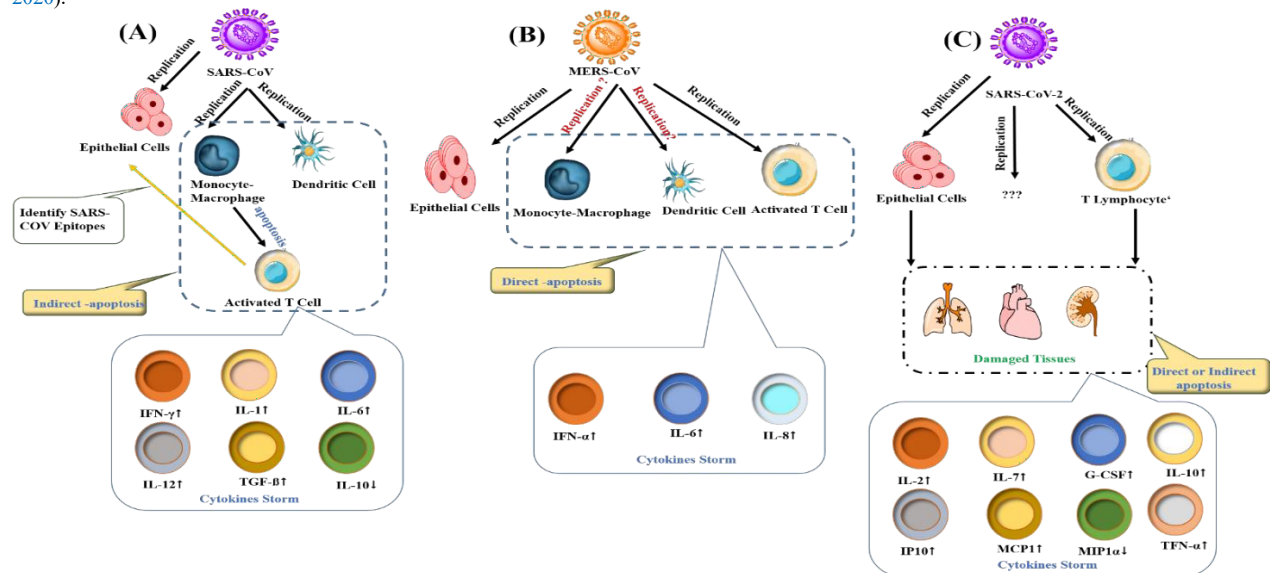 2020).
(A)
SARS-CoV
Replication
Replication
Replication
Epithelial Cells
Monocyte-
Macrophage
Dendritic Cell
Identify SARS-
COV Epitopes
apoptosis
Activated T Cell
Indirect -apoptosis
IFN-γ↑
IL-1↑
IL-6↑
IL-12↑
TGF-ß↑
IL-10↓
Cytokines Storm
(B)
MERS-CoV
Replication
Replication ?
Replication?
Replication
Epithelial Cells
Monocyte-Macrophage
Dendritic Cell
Activated T Cell
Direct -apoptosis
IFN-α↑
IL-6↑
IL-8↑
Cytokines Storm
(C)
SARS-CoV-2
Replication
Replication
Replication
Epithelial Cells
???
T Lymphocyte‘
Damaged Tissues
Direct or Indirect
apoptosis
IL-2↑
IL-7↑
G-CSF↑
IL-10↑
IP10↑
MCP1↑
MIP1α↓
TFN-α↑
Cytokines Storm